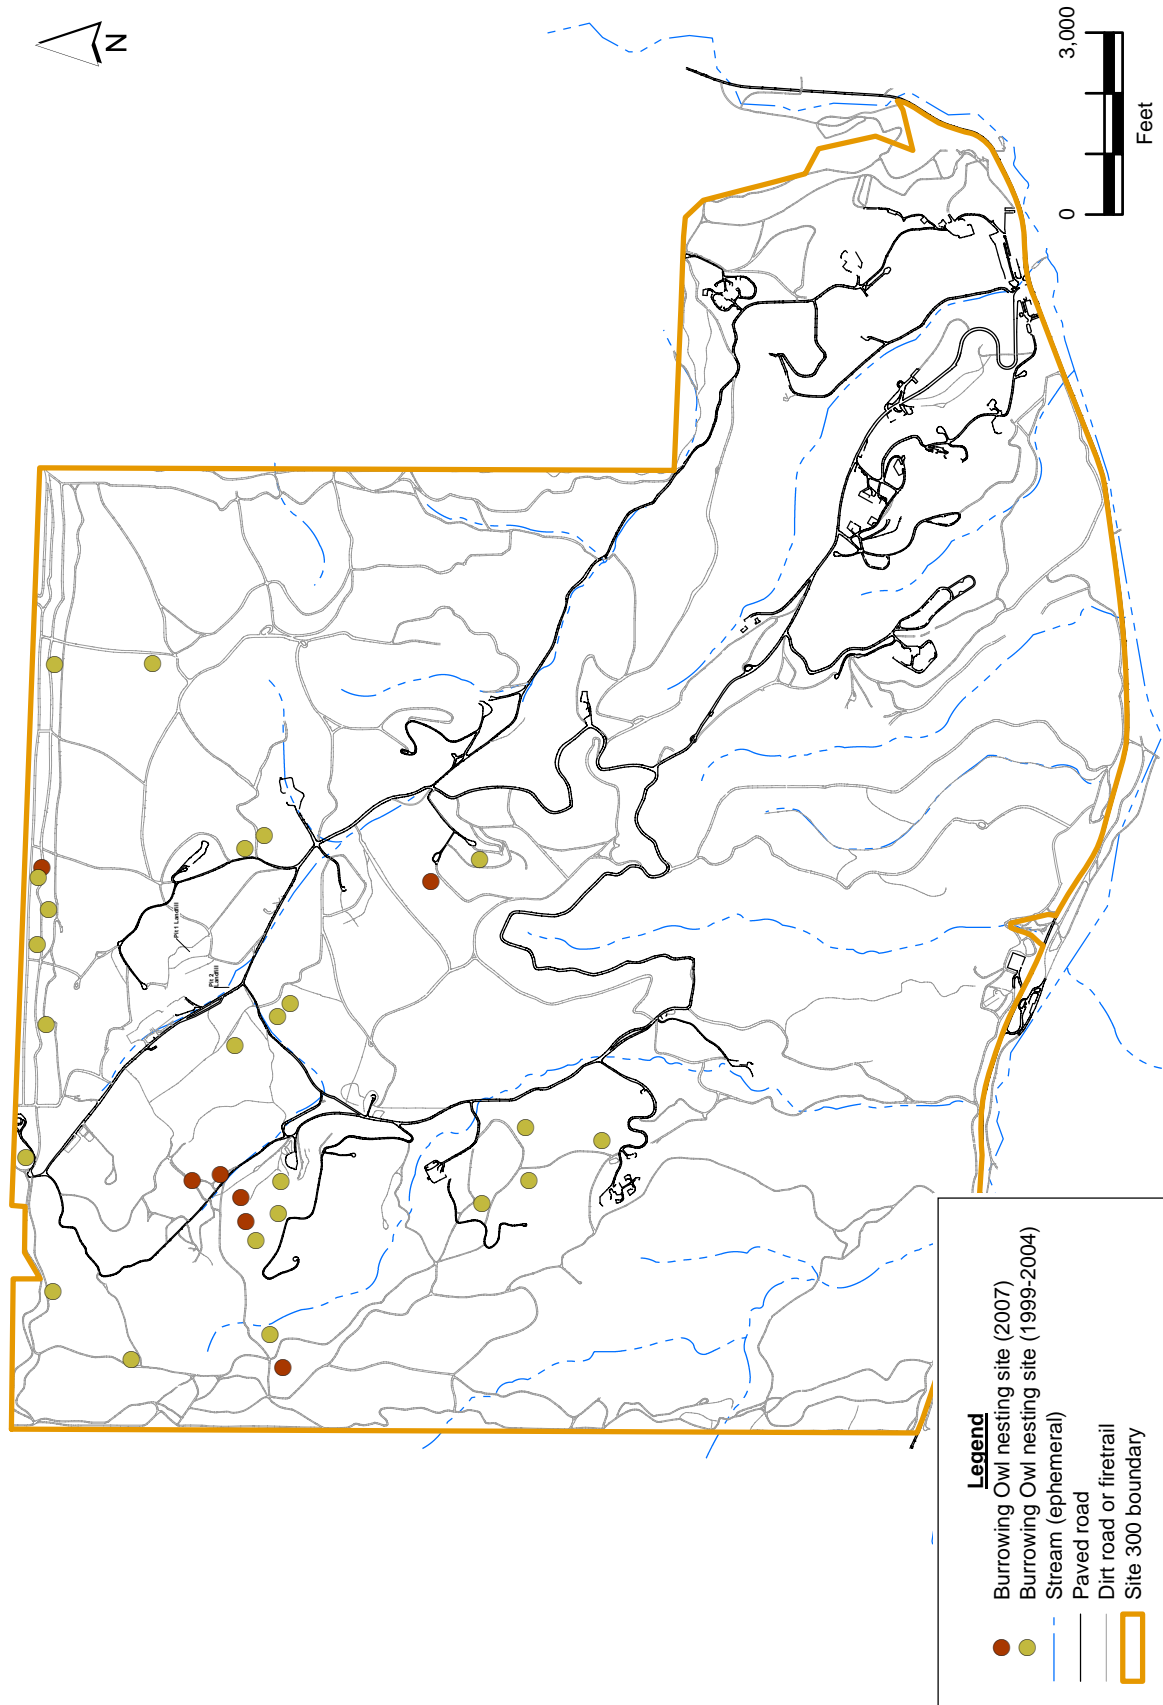 N
3,000
0
Feet
Pit 1 Landfill
Pit 2
Landfill
Legend
Burrowing Owl nesting site (2007)
Burrowing Owl nesting site (1999-2004)
Stream (ephemeral)
Paved road
Dirt road or firetrail
Site 300 boundary